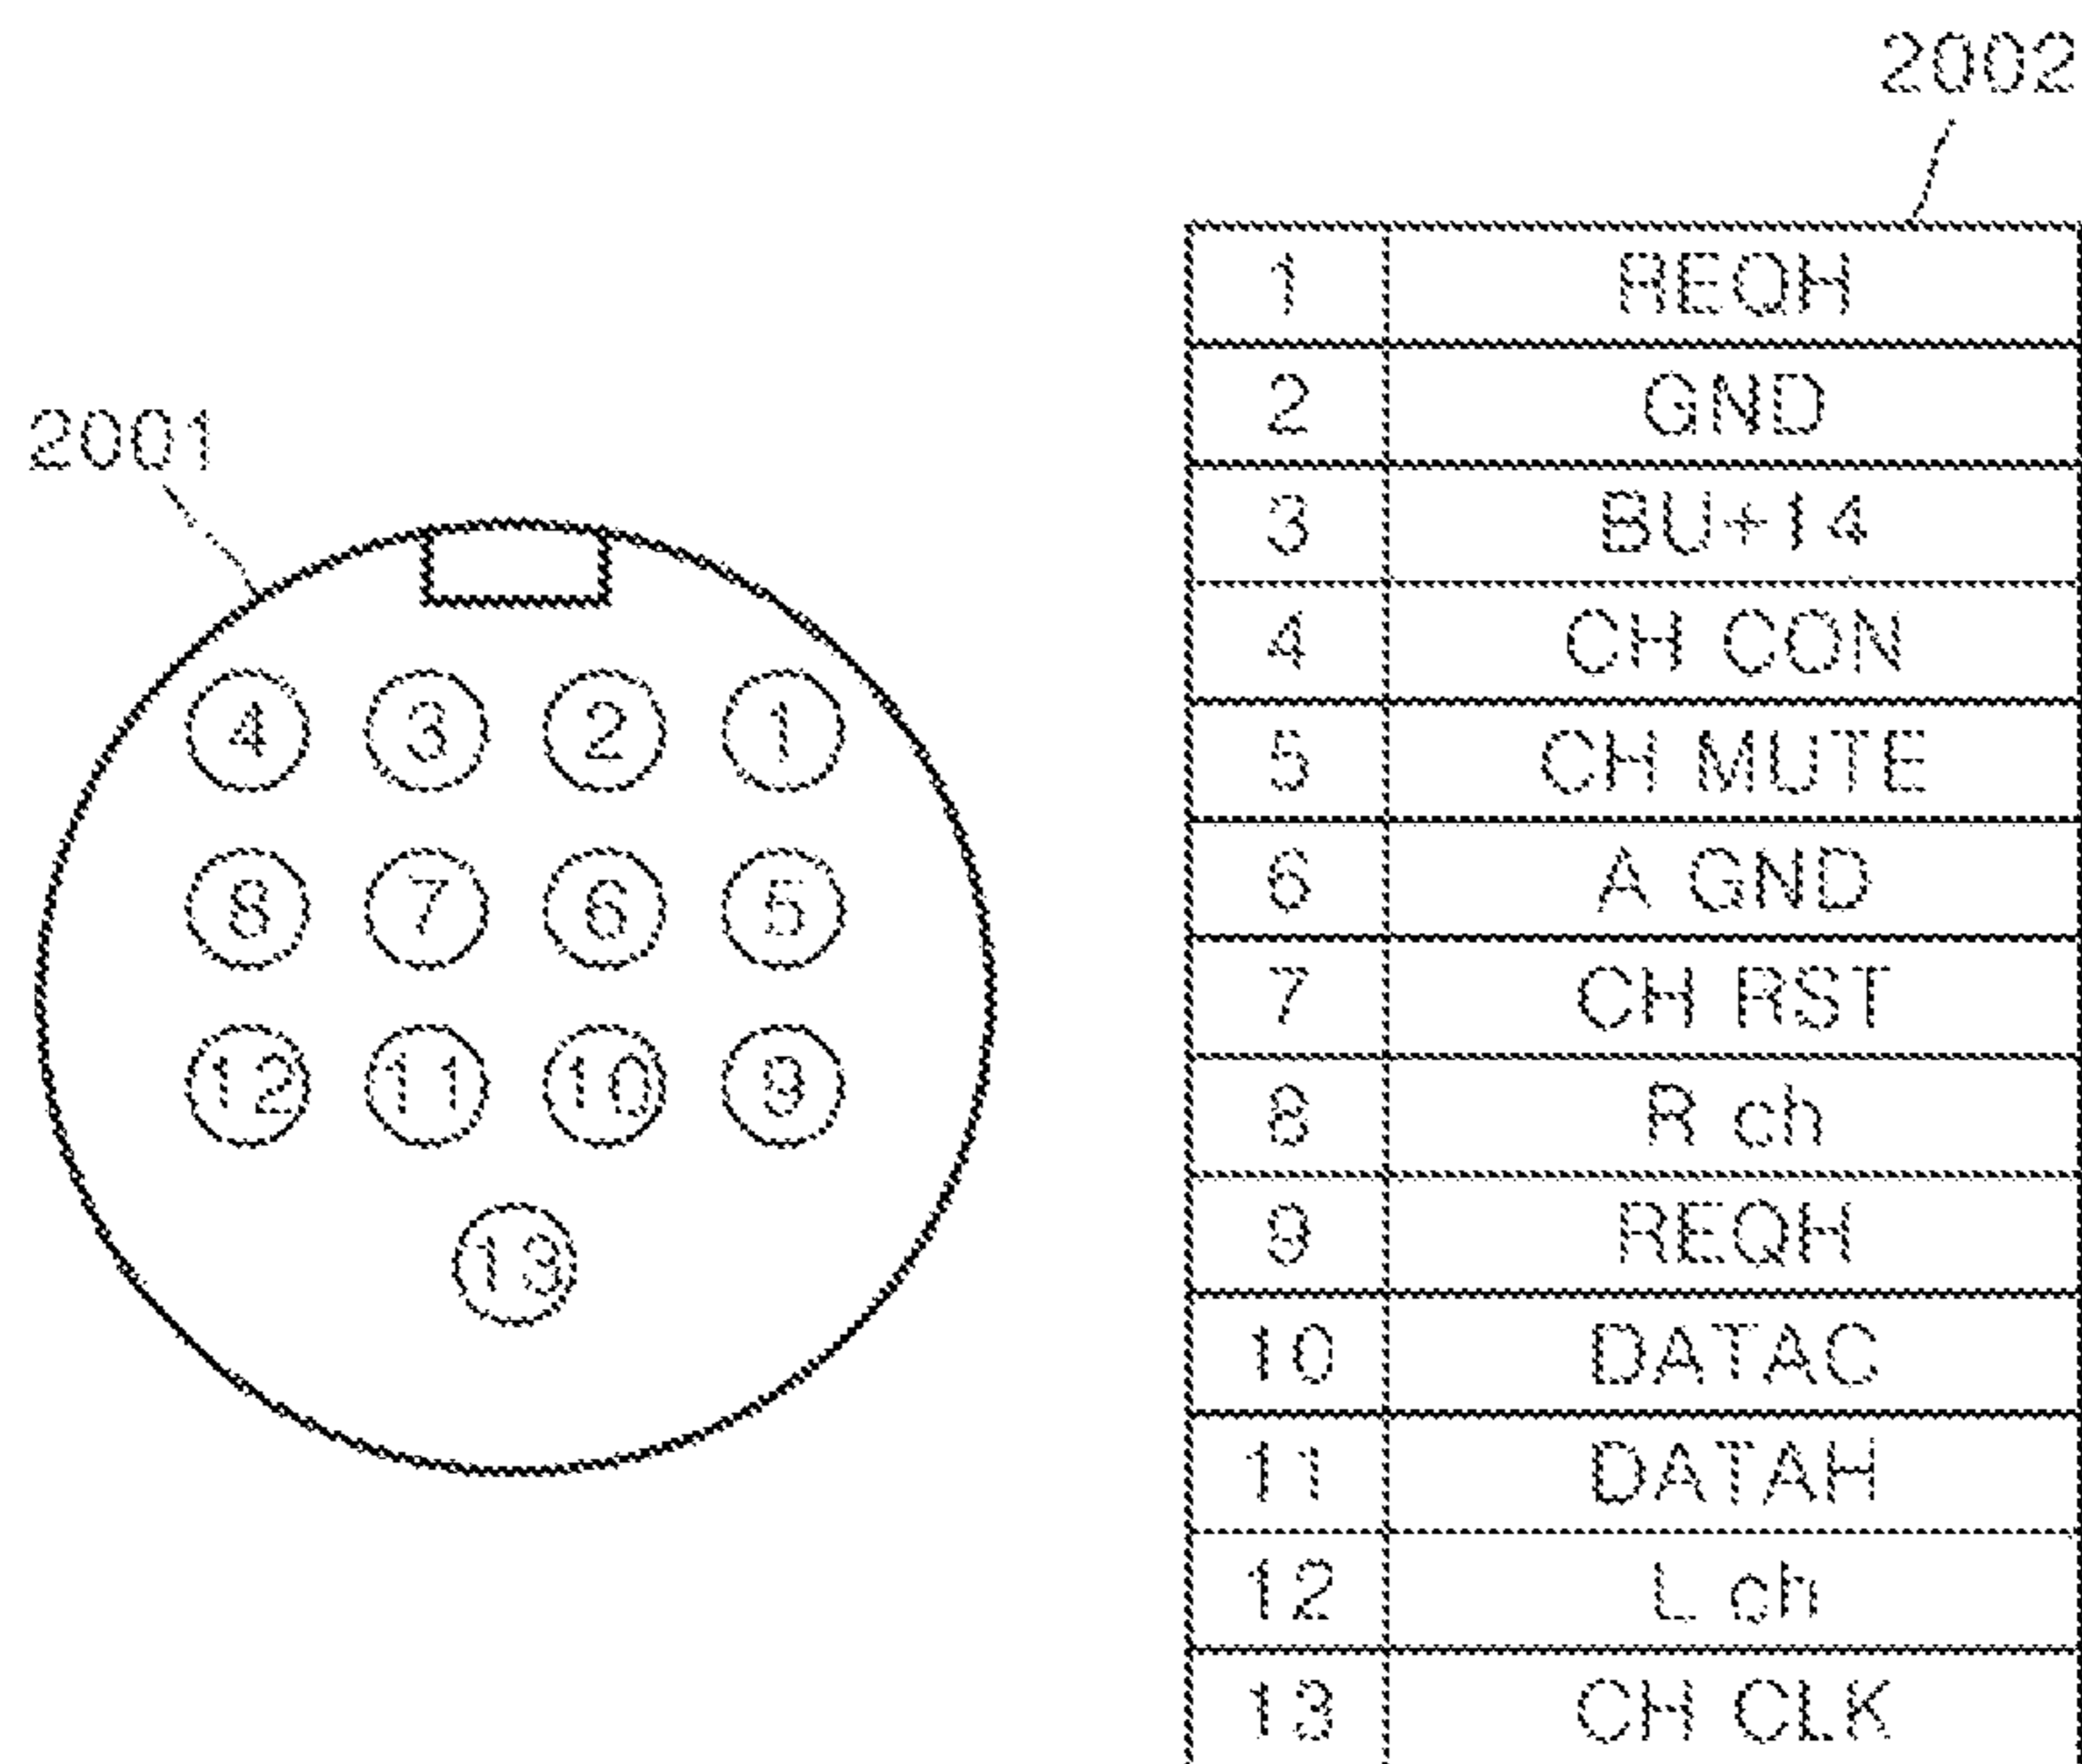 2002
1 REQH
2 GND
3 BU+14
4 CH CON
5 CH MUTE
6 A GND
7 CH RST
8 R ch
9 REQH
10 DATAC
11 DATAH
12 L ch
13 CH CLK
2001
4 3 2 1
8 7 6 5
12 11 10 9
13